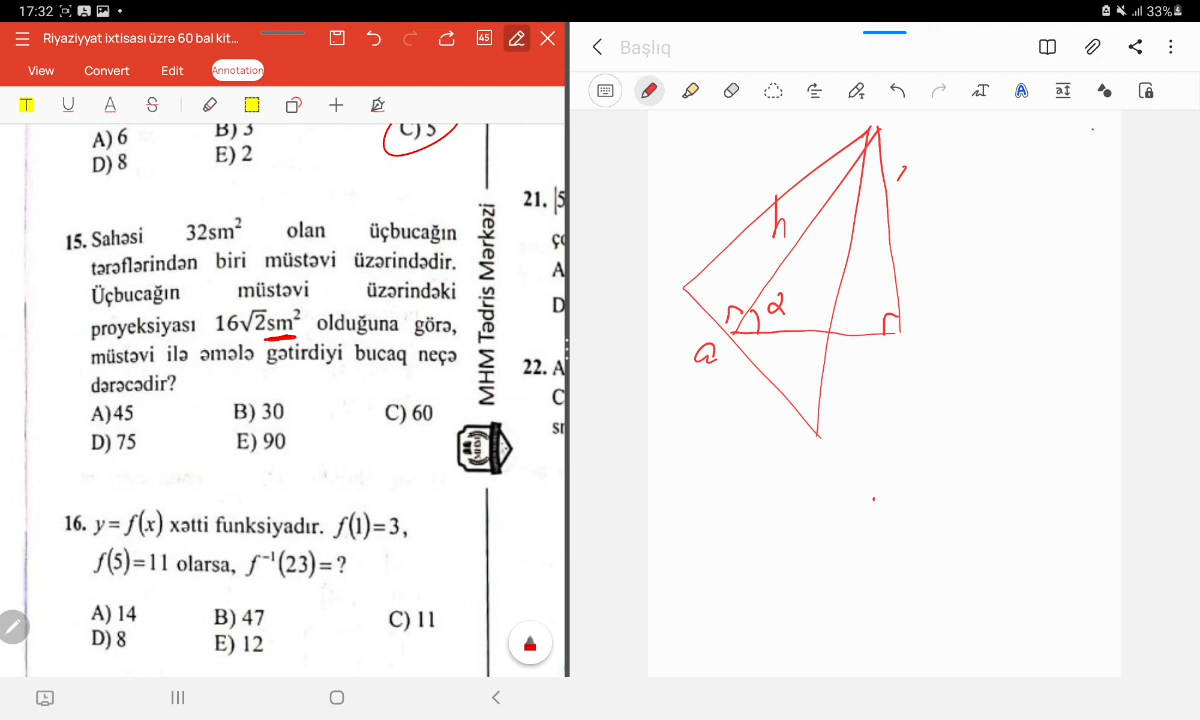 17:32
33%
Riyaziyyat ixtisası üzrə 60 bal kit...
45
View Convert Edit Annotation
Başlıq
A) 6 B) 3 C) 5
D) 8 E) 2
15. Sahəsi 32sm² olan üçbucağın
tərəflərindən biri müstəvi üzərindədir.
Üçbucağın müstəvi üzərindəki
proyeksiyası 16√2sm² olduğuna görə,
müstəvi ilə əmələ gətirdiyi bucaq neçə
dərəcədir?
A)45 B) 30 C) 60
D) 75 E) 90
16. y=f(x) xətti funksiyadır. f(1)=3,
f(5)=11 olarsa, f⁻¹(23)=?
A) 14 B) 47 C) 11
D) 8 E) 12
MHM Tədris Mərkəzi
21. |5
A
D
22. A
C
h
α
a